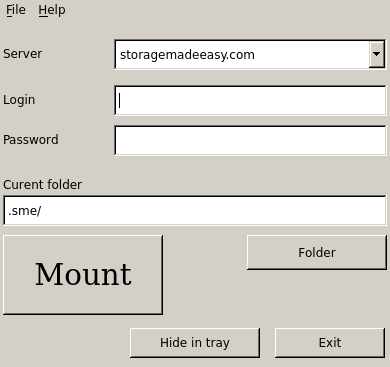 File Help
Server storagemadeeasy.com
Login
Password
Curent folder
.sme/
Mount
Folder
Hide in tray Exit